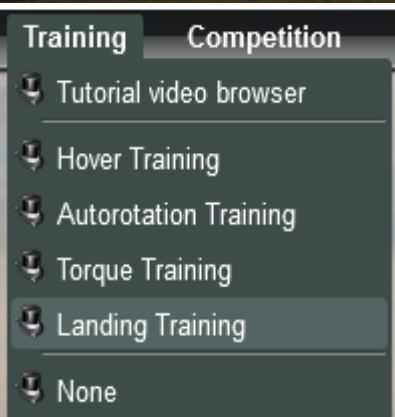 Training Competition
Tutorial video browser
Hover Training
Autorotation Training
Torque Training
Landing Training
None